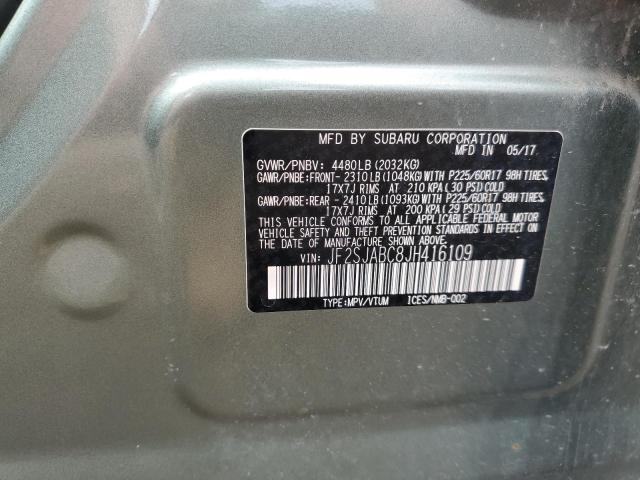 MFD BY SUBARU CORPORATION
MFD IN 05/17
GVWR/PNBV: 4480LB(2032KG)
GAWR/PNBE:FRONT-2310LB(1048KG)WITH P225/60R17 98H TIRES,
17X7J RIMS AT 210 KPA(30 PSI)COLD
GAWR/PNBE:REAR -2410LB(1093KG)WITH P225/60R17 98H TIRES,
17X7J RIMS AT 200 KPA(29 PSI)COLD
THIS VEHICLE CONFORMS TO ALL APPLICABLE FEDERAL MOTOR
VEHICLE SAFETY AND THEFT PREVENTION STANDARDS IN EFFECT ON
THE DATE OF MANUFACTURE SHOWN ABOVE.
VIN: JF2SJABC8JH416109
TYPE:MPV/VTUM ICES/NMB-002